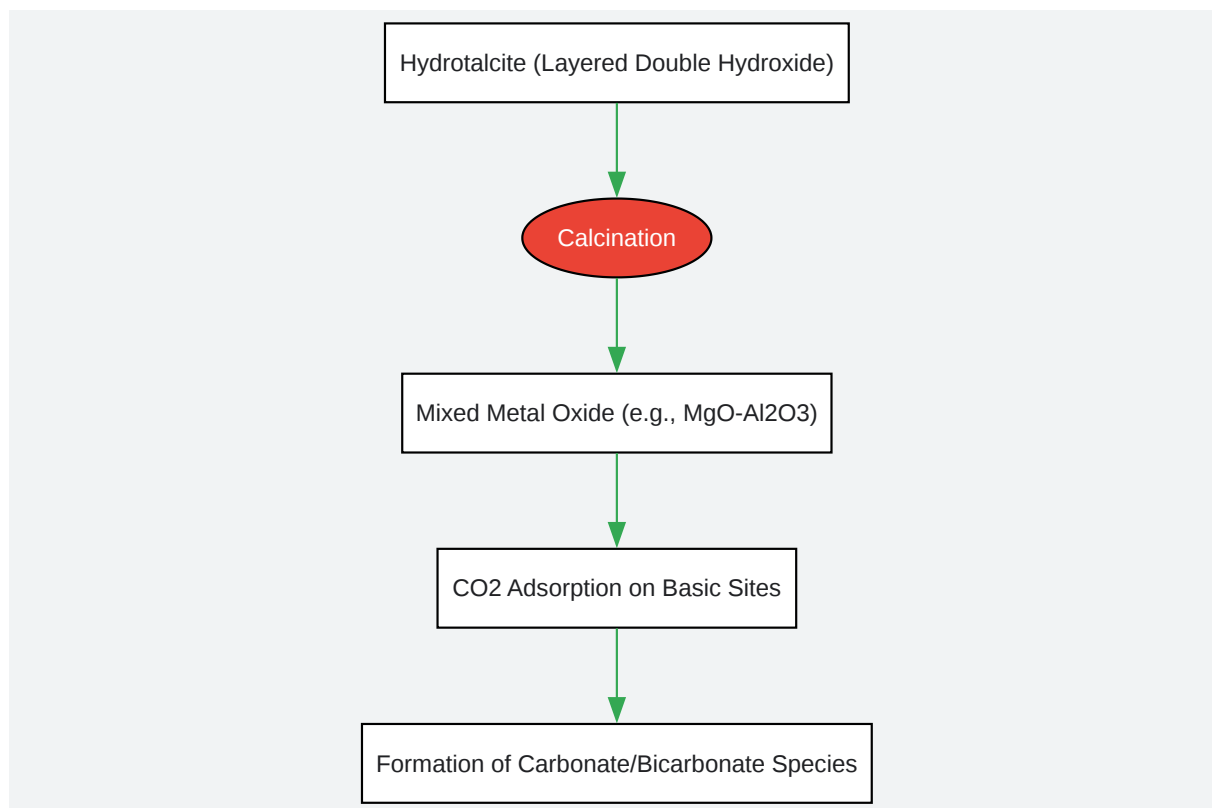 Hydrotalcite (Layered Double Hydroxide)
Calcination
Mixed Metal Oxide (e.g., MgO-Al2O3)
CO2 Adsorption on Basic Sites
Formation of Carbonate/Bicarbonate Species